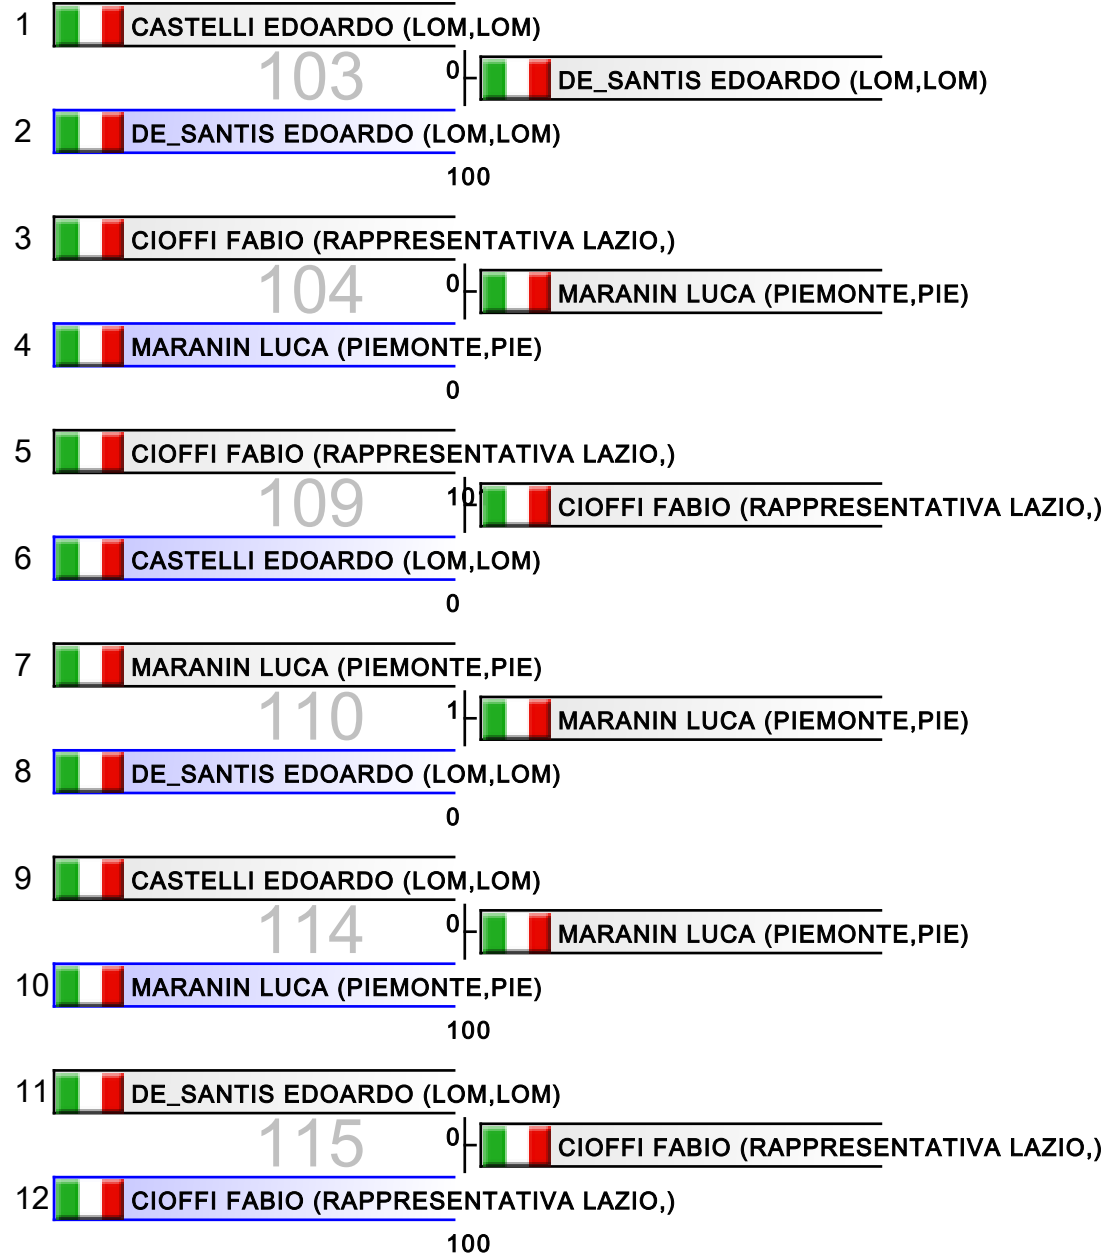 1 CASTELLI EDOARDO (LOM,LOM)
103 0 DE_SANTIS EDOARDO (LOM,LOM)
2 DE_SANTIS EDOARDO (LOM,LOM)
100
3 CIOFFI FABIO (RAPPRESENTATIVA LAZIO,)
104 0 MARANIN LUCA (PIEMONTE,PIE)
4 MARANIN LUCA (PIEMONTE,PIE)
0
5 CIOFFI FABIO (RAPPRESENTATIVA LAZIO,)
109 CIOFFI FABIO (RAPPRESENTATIVA LAZIO,)
6 CASTELLI EDOARDO (LOM,LOM)
0
7 MARANIN LUCA (PIEMONTE,PIE)
110 1 MARANIN LUCA (PIEMONTE,PIE)
8 DE_SANTIS EDOARDO (LOM,LOM)
0
9 CASTELLI EDOARDO (LOM,LOM)
114 0 MARANIN LUCA (PIEMONTE,PIE)
10 MARANIN LUCA (PIEMONTE,PIE)
100
11 DE_SANTIS EDOARDO (LOM,LOM)
115 0 CIOFFI FABIO (RAPPRESENTATIVA LAZIO,)
12 CIOFFI FABIO (RAPPRESENTATIVA LAZIO,)
100